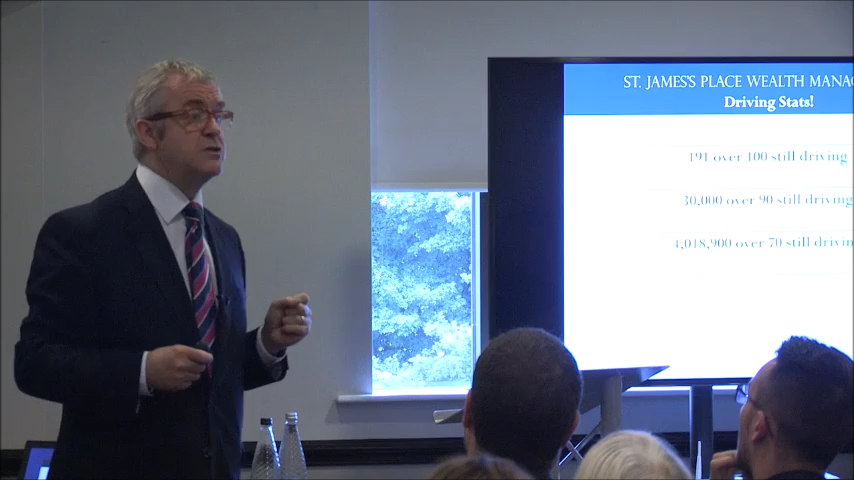 ST. JAMES'S PLACE WEALTH MANAG
Driving Stats!
191 over 100 still driving
30,000 over 90 still driving
4,018,900 over 70 still drivin